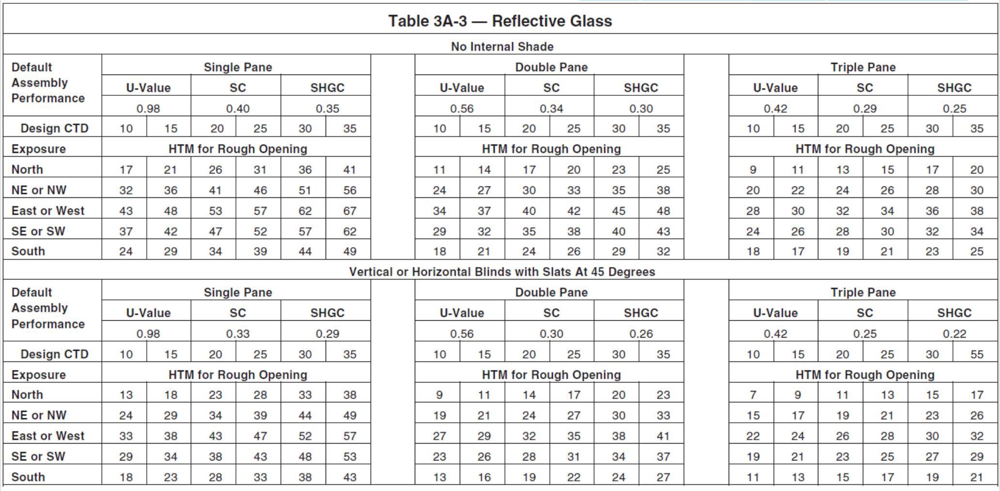 Table 3A-3 — Reflective Glass
No Internal Shade
Default Assembly Performance Single Pane Double Pane Triple Pane
U-Value SC SHGC U-Value SC SHGC U-Value SC SHGC
0.98 0.40 0.35 0.56 0.34 0.30 0.42 0.29 0.25
Design CTD 10 15 20 25 30 35 10 15 20 25 30 35 10 15 20 25 30 35
Exposure HTM for Rough Opening HTM for Rough Opening HTM for Rough Opening
North 17 21 26 31 36 41 11 14 17 20 23 25 9 11 13 15 17 20
NE or NW 32 36 41 46 51 56 24 27 30 33 35 38 20 22 24 26 28 30
East or West 43 48 53 57 62 67 34 37 40 42 45 48 28 30 32 34 36 38
SE or SW 37 42 47 52 57 62 29 32 35 38 40 43 24 26 28 30 32 34
South 24 29 34 39 44 49 18 21 24 26 29 32 18 17 19 21 23 25
Vertical or Horizontal Blinds with Slats At 45 Degrees
Default Assembly Performance Single Pane Double Pane Triple Pane
U-Value SC SHGC U-Value SC SHGC U-Value SC SHGC
0.98 0.33 0.29 0.56 0.30 0.26 0.42 0.25 0.22
Design CTD 10 15 20 25 30 35 10 15 20 25 30 35 10 15 20 25 30 55
Exposure HTM for Rough Opening HTM for Rough Opening HTM for Rough Opening
North 13 18 23 28 33 38 9 11 14 17 20 23 7 9 11 13 15 17
NE or NW 24 29 34 39 44 49 19 21 24 27 30 33 15 17 19 21 23 26
East or West 33 38 43 47 52 57 27 29 32 35 38 41 22 24 26 28 30 32
SE or SW 29 34 38 43 48 53 23 26 28 31 34 37 19 21 23 25 27 29
South 18 23 28 33 38 43 13 16 19 22 24 27 11 13 15 17 19 21